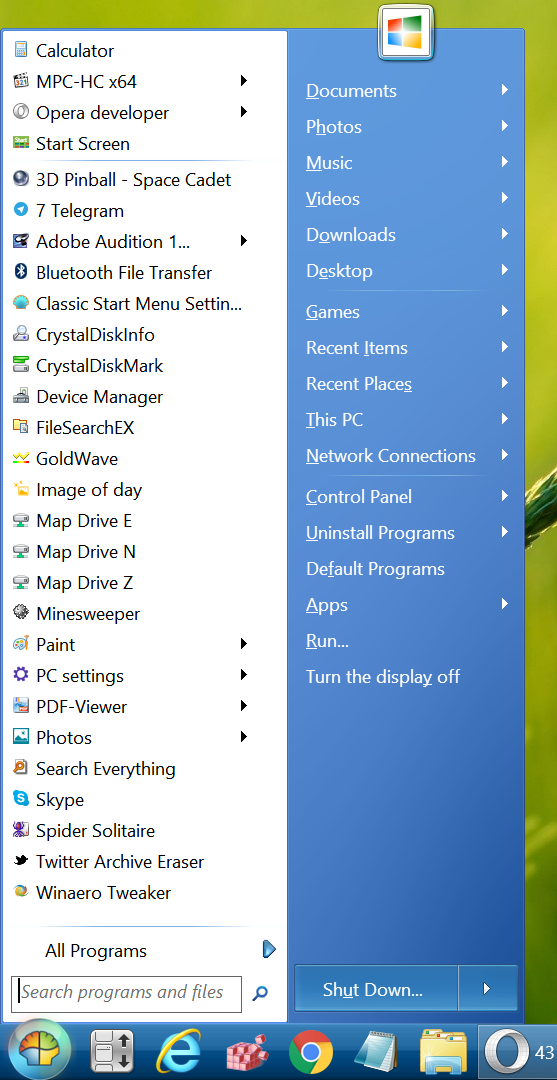 Calculator
MPC-HC x64
Opera developer
Start Screen
3D Pinball - Space Cadet
7 Telegram
Adobe Audition 1...
Bluetooth File Transfer
Classic Start Menu Settin...
CrystalDiskInfo
CrystalDiskMark
Device Manager
FileSearchEX
GoldWave
Image of day
Map Drive E
Map Drive N
Map Drive Z
Minesweeper
Paint
PC settings
PDF-Viewer
Photos
Search Everything
Skype
Spider Solitaire
Twitter Archive Eraser
Winaero Tweaker
All Programs
Search programs and files
Documents
Photos
Music
Videos
Downloads
Desktop
Games
Recent Items
Recent Places
This PC
Network Connections
Control Panel
Uninstall Programs
Default Programs
Apps
Run...
Turn the display off
Shut Down...
43